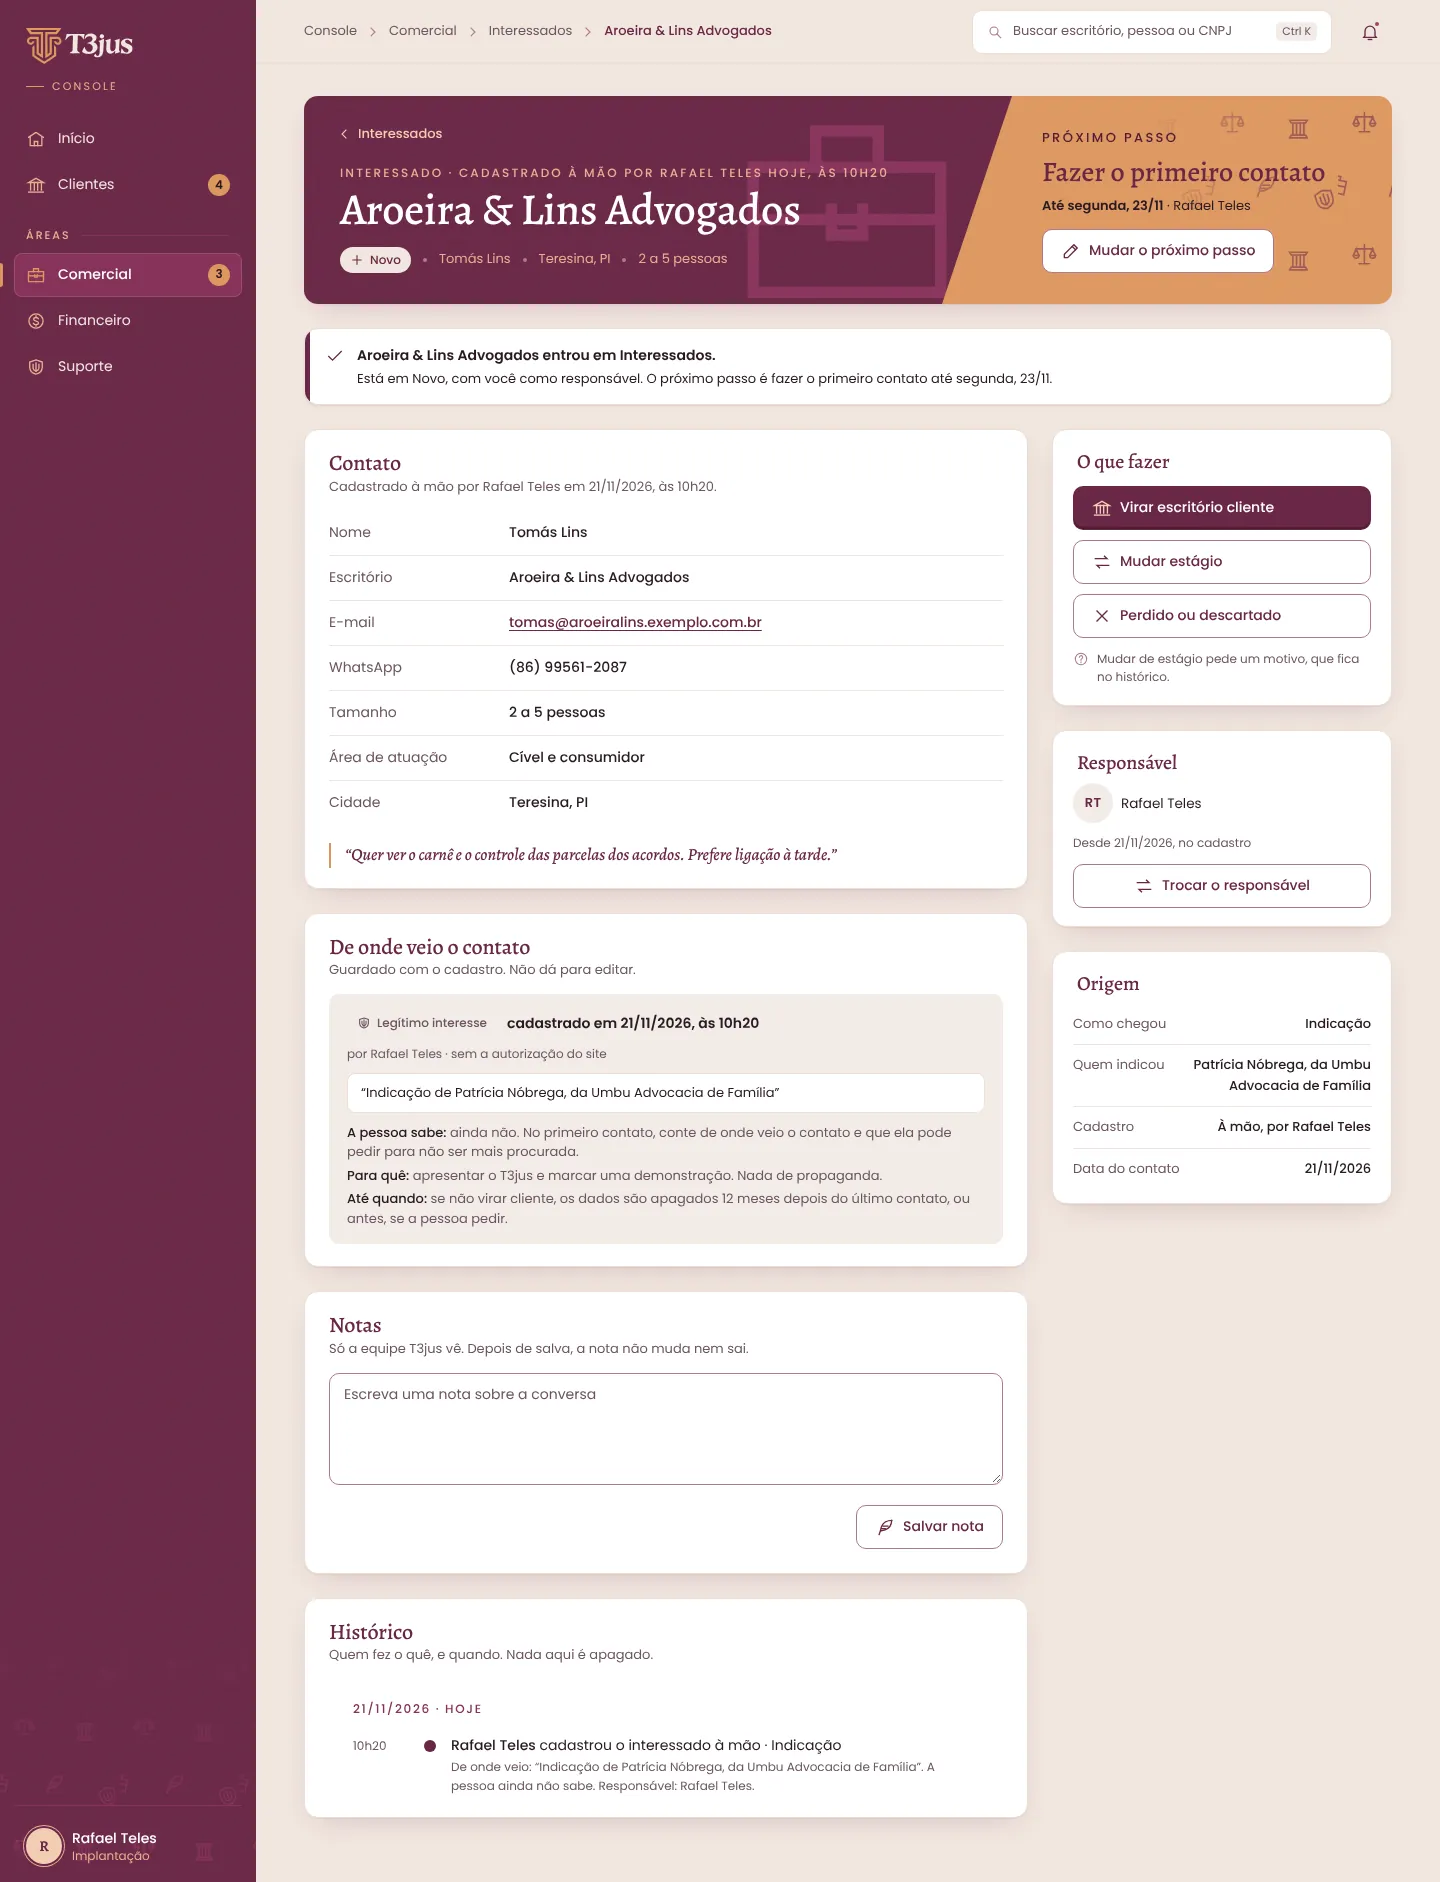 T3jus
CONSOLE
Início
Clientes
4
ÁREAS
Comercial
3
Financeiro
Suporte
Rafael Teles
Implantação
R
Console
Comercial
Interessados
Aroeira & Lins Advogados
Buscar escritório, pessoa ou CNPJ
Ctrl K
Interessados
INTERESSADO · CADASTRADO À MÃO POR RAFAEL TELES HOJE, ÀS 10H20
Aroeira & Lins Advogados
Novo
Tomás Lins
Teresina, PI
2 a 5 pessoas
PRÓXIMO PASSO
Fazer o primeiro contato
Até segunda, 23/11 · Rafael Teles
Mudar o próximo passo
Aroeira & Lins Advogados entrou em Interessados.
Está em Novo, com você como responsável. O próximo passo é fazer o primeiro contato até segunda, 23/11.
Contato
Cadastrado à mão por Rafael Teles em 21/11/2026, às 10h20.
Nome
Tomás Lins
Escritório
Aroeira & Lins Advogados
E-mail
tomas@aroeiralins.exemplo.com.br
WhatsApp
(86) 99561-2087
Tamanho
2 a 5 pessoas
Área de atuação
Cível e consumidor
Cidade
Teresina, PI
“Quer ver o carnê e o controle das parcelas dos acordos. Prefere ligação à tarde.”
De onde veio o contato
Guardado com o cadastro. Não dá para editar.
Legítimo interesse
cadastrado em 21/11/2026, às 10h20
por Rafael Teles · sem a autorização do site
“Indicação de Patrícia Nóbrega, da Umbu Advocacia de Família”
A pessoa sabe: ainda não. No primeiro contato, conte de onde veio o contato e que ela pode
pedir para não ser mais procurada.
Para quê: apresentar o T3jus e marcar uma demonstração. Nada de propaganda.
Até quando: se não virar cliente, os dados são apagados 12 meses depois do último contato, ou
antes, se a pessoa pedir.
Notas
Só a equipe T3jus vê. Depois de salva, a nota não muda nem sai.
Escreva uma nota sobre a conversa
Salvar nota
Histórico
Quem fez o quê, e quando. Nada aqui é apagado.
21/11/2026 · HOJE
10h20
Rafael Teles cadastrou o interessado à mão · Indicação
De onde veio: “Indicação de Patrícia Nóbrega, da Umbu Advocacia de Família”. A
pessoa ainda não sabe. Responsável: Rafael Teles.
O que fazer
Virar escritório cliente
Mudar estágio
Perdido ou descartado
Mudar de estágio pede um motivo, que fica
no histórico.
Responsável
RT
Rafael Teles
Desde 21/11/2026, no cadastro
Trocar o responsável
Origem
Como chegou
Indicação
Quem indicou
Patrícia Nóbrega, da Umbu
Advocacia de Família
Cadastro
À mão, por Rafael Teles
Data do contato
21/11/2026